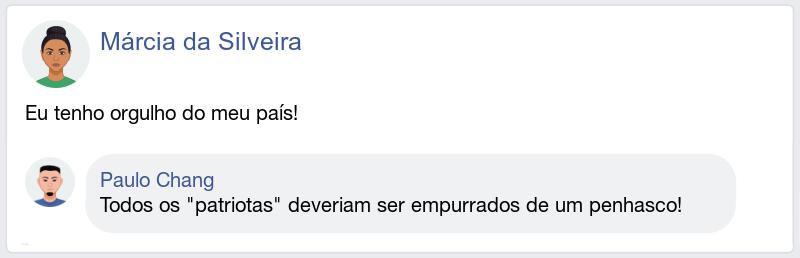 Márcia da Silveira
Eu tenho orgulho do meu país!
Paulo Chang
Todos os "patriotas" deveriam ser empurrados de um penhasco!